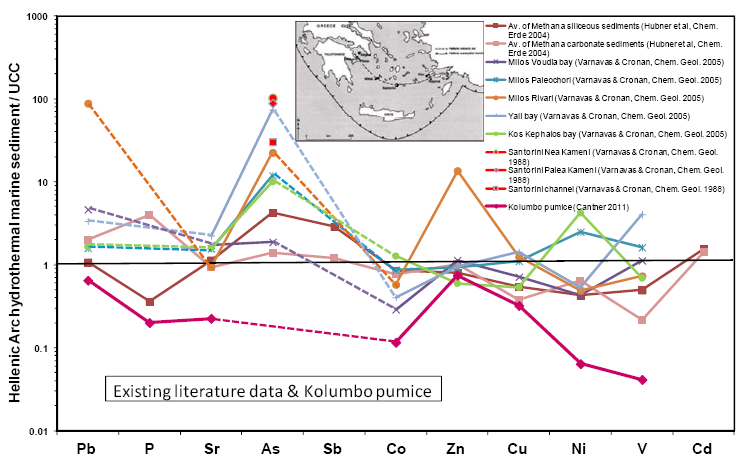 Hellenic Arc hydrothermal marine sediment / UCC
1000
100
10
1
0.1
0.01
GREECE
Av. of Methana siliceous sediments (Hubner et al, Chem.
Erde 2004)
Av. of Methana carbonate sediments (Hubner et al, Chem.
Erde 2004)
Milos Voudia bay (Varnavas & Cronan, Chem. Geol. 2005)
Milos Paleochori (Varnavas & Cronan, Chem. Geol. 2005)
Milos Rivari (Varnavas & Cronan, Chem. Geol. 2005)
Yali bay (Varnavas & Cronan, Chem. Geol. 2005)
Kos Kephalos bay (Varnavas & Cronan, Chem. Geol. 2005)
Santorini Nea Kameni (Varnavas & Cronan, Chem. Geol.
1988)
Santorini Palea Kameni (Varnavas & Cronan, Chem. Geol.
1988)
Santorini channel (Varnavas & Cronan, Chem. Geol. 1988)
Kolumbo pumice (Cantner 2011)
Existing literature data & Kolumbo pumice
Pb P Sr As Sb Co Zn Cu Ni V Cd